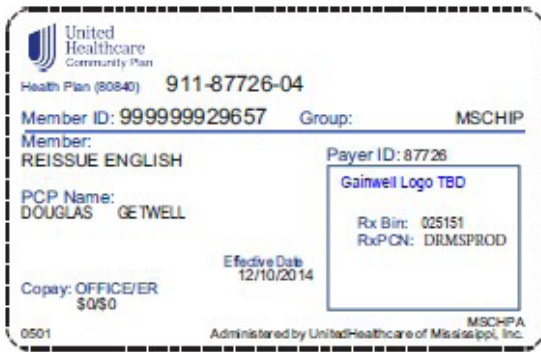 United
Healthcare
Community Plan
Health Plan (80840) 911-87726-04
Member ID: 999999929657 Group: MSCHIP
Member:
REISSUE ENGLISH
Payer ID: 87726
Gainwell Logo TBD
PCP Name:
DOUGLAS GETWELL
Rx Bin: 025151
RxPCN: DRMSPROD
Effective Date
12/10/2014
Copay: OFFICE/ER
$0/$0
MSCHPA
0501 Administered by UnitedHealthcare of Mississippi, Inc.